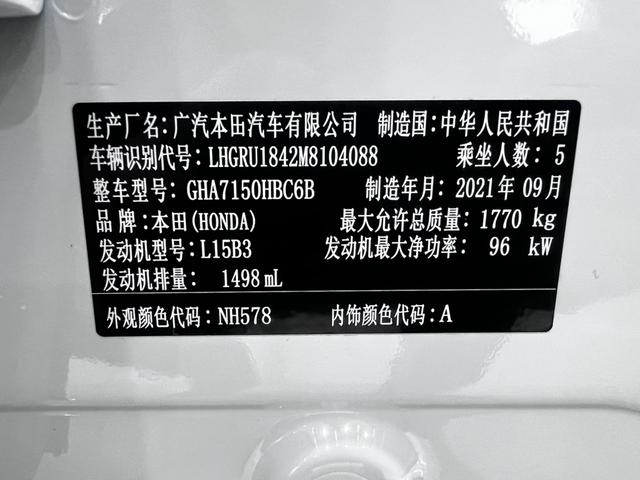 生产厂名:广汽本田汽车有限公司 制造国:中华人民共和国
车辆识别代号:LHGRU1842M8104088 乘坐人数:5
整车型号:GHA7150HBC6B 制造年月:2021年09月
品牌:本田(HONDA) 最大允许总质量:1770 kg
发动机型号:L15B3 发动机最大净功率:96 kW
发动机排量:1498mL
外观颜色代码:NH578 内饰颜色代码:A